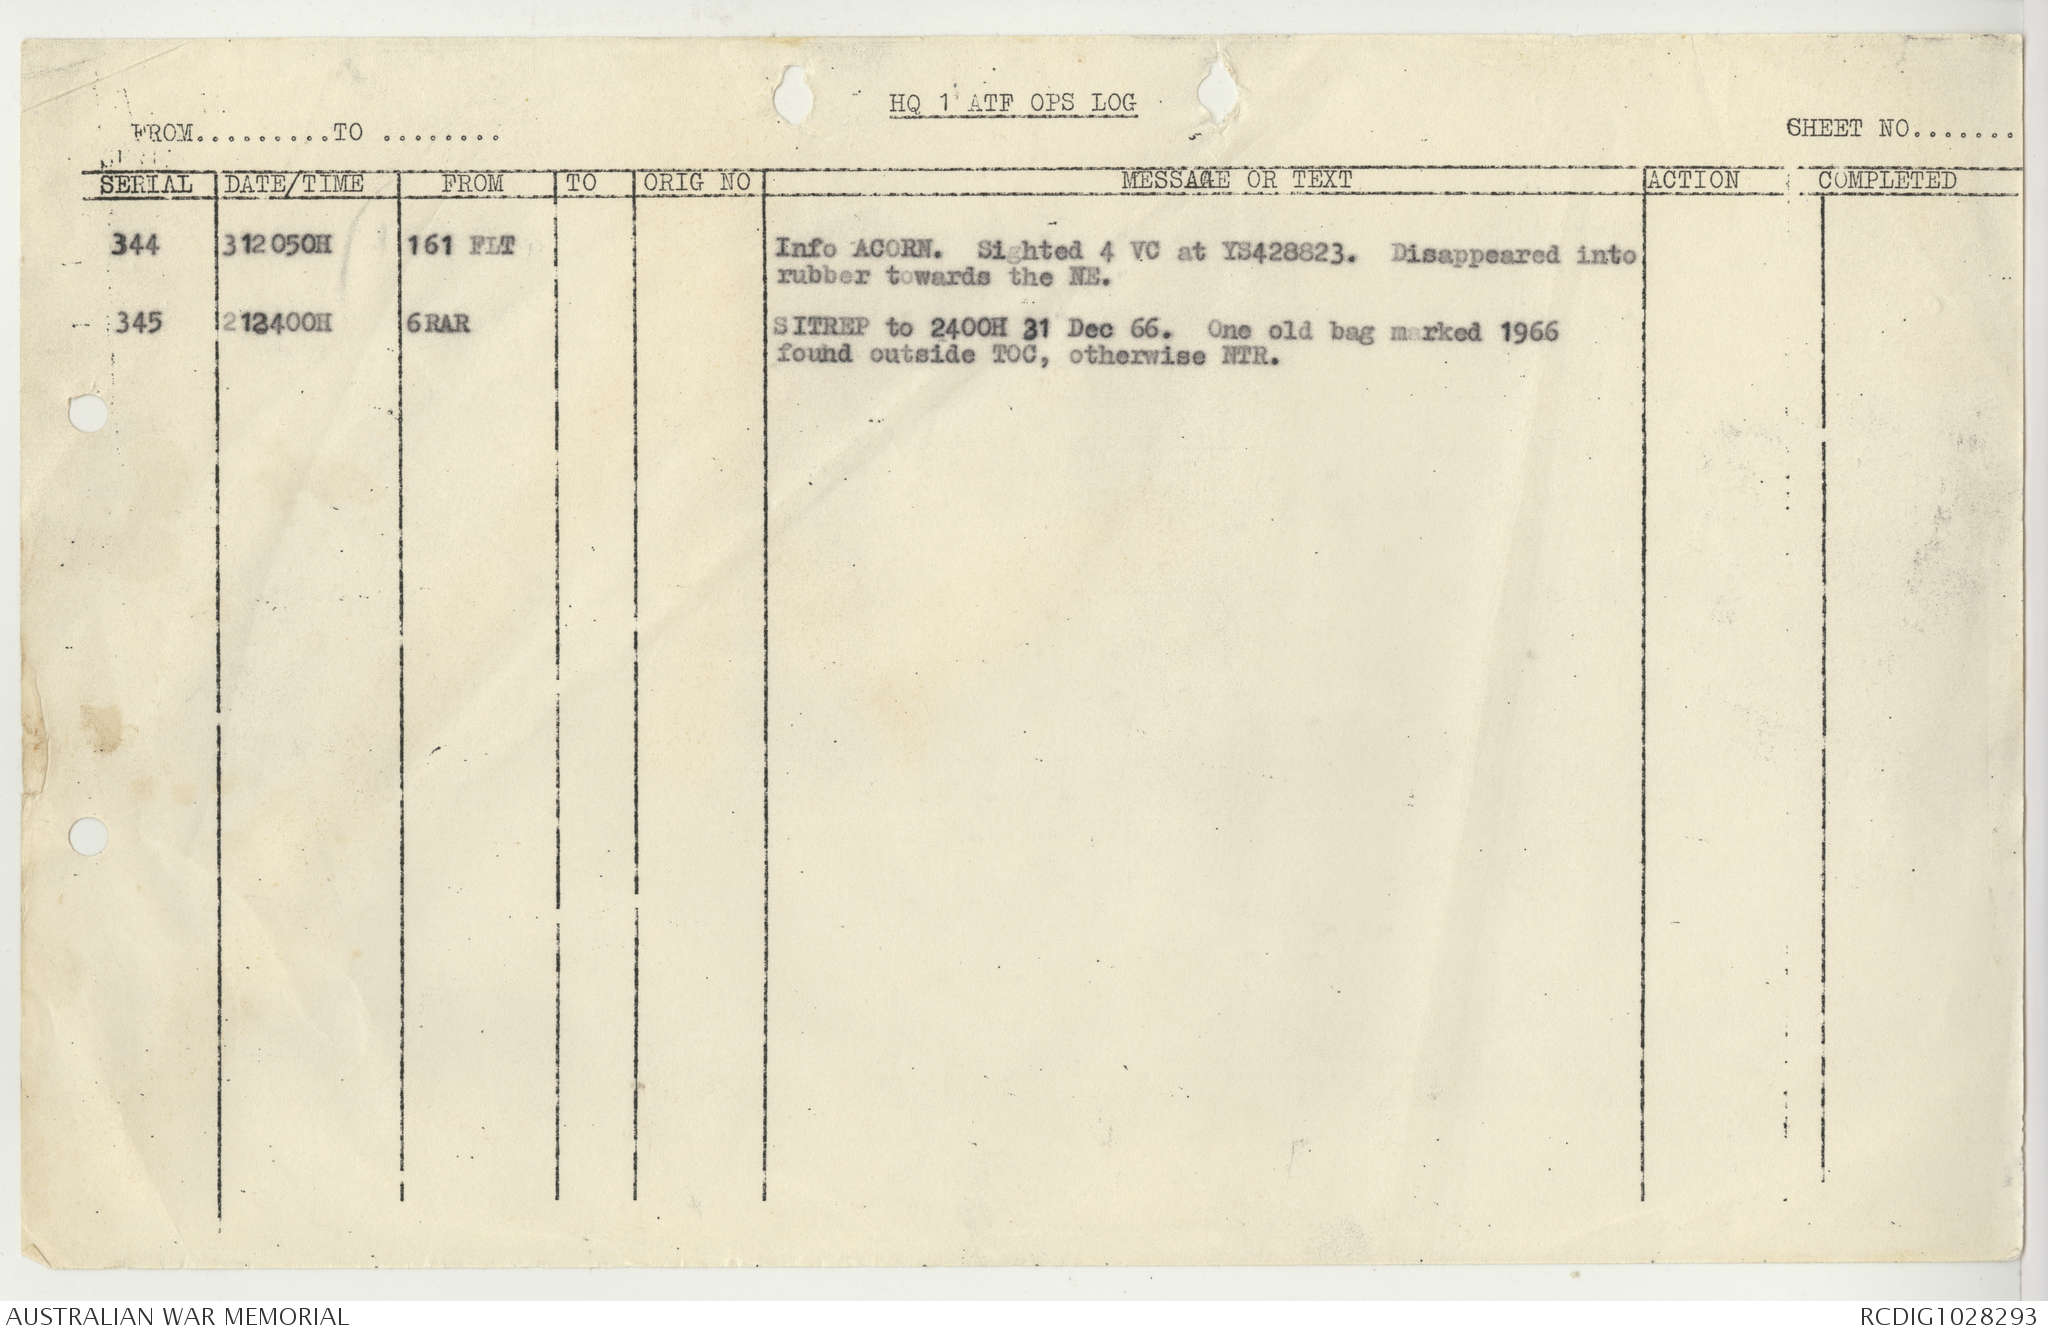 HQ 1 ATF OPS LOG
FROM.........TO ........ SHEET NO.......
SERIAL DATE/TIME FROM TO ORIG NO MESSAGE OR TEXT ACTION COMPLETED
344 312050H 161 FLT Info ACORN. Sighted 4 VC at YS428823. Disappeared into
rubber towards the NE.
345 6RAR SITREP to 2400H 31 Dec 66. One old bag marked 1966
found outside TOC, otherwise NTR.
AUSTRALIAN WAR MEMORIAL RCDIG1028293